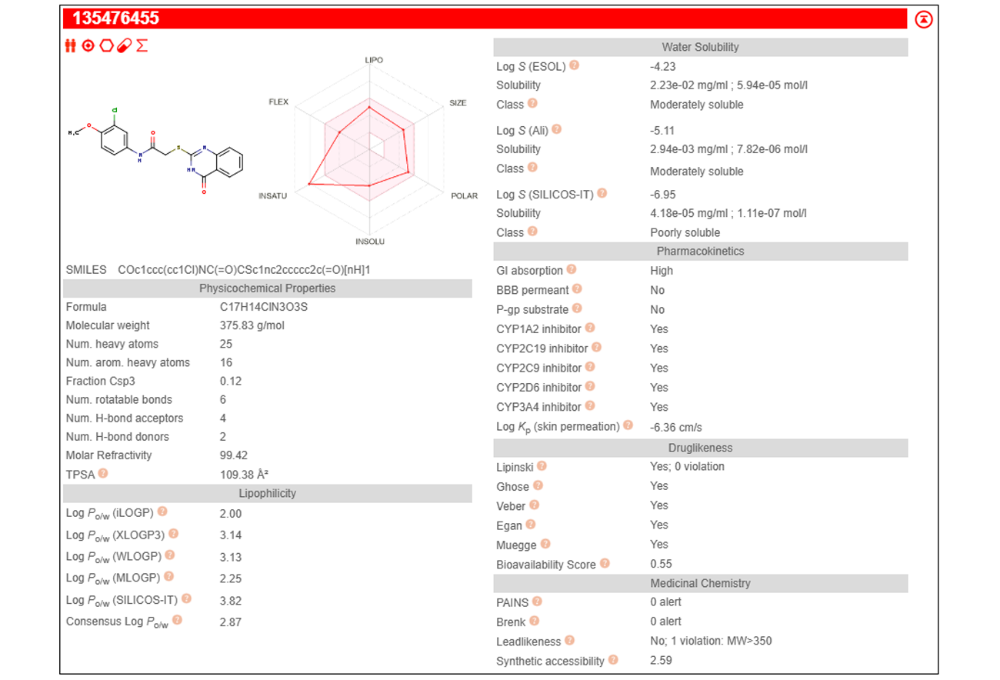 135476455
LIPO
FLEX
SIZE
INSATU
POLAR
INSOLU
Cl
O
H3C
O
N
H
S
N
HN
O
SMILES COc1ccc(cc1Cl)NC(=O)CSc1nc2ccccc2c(=O)[nH]1
Physicochemical Properties
Formula C17H14ClN3O3S
Molecular weight 375.83 g/mol
Num. heavy atoms 25
Num. arom. heavy atoms 16
Fraction Csp3 0.12
Num. rotatable bonds 6
Num. H-bond acceptors 4
Num. H-bond donors 2
Molar Refractivity 99.42
TPSA ? 109.38 Å²
Lipophilicity
Log Po/w (iLOGP) ? 2.00
Log Po/w (XLOGP3) ? 3.14
Log Po/w (WLOGP) ? 3.13
Log Po/w (MLOGP) ? 2.25
Log Po/w (SILICOS-IT) ? 3.82
Consensus Log Po/w ? 2.87
Water Solubility
Log S (ESOL) ? -4.23
Solubility 2.23e-02 mg/ml ; 5.94e-05 mol/l
Class ? Moderately soluble
Log S (Ali) ? -5.11
Solubility 2.94e-03 mg/ml ; 7.82e-06 mol/l
Class ? Moderately soluble
Log S (SILICOS-IT) ? -6.95
Solubility 4.18e-05 mg/ml ; 1.11e-07 mol/l
Class ? Poorly soluble
Pharmacokinetics
GI absorption ? High
BBB permeant ? No
P-gp substrate ? No
CYP1A2 inhibitor ? Yes
CYP2C19 inhibitor ? Yes
CYP2C9 inhibitor ? Yes
CYP2D6 inhibitor ? Yes
CYP3A4 inhibitor ? Yes
Log Kp (skin permeation) ? -6.36 cm/s
Druglikeness
Lipinski ? Yes; 0 violation
Ghose ? Yes
Veber ? Yes
Egan ? Yes
Muegge ? Yes
Bioavailability Score ? 0.55
Medicinal Chemistry
PAINS ? 0 alert
Brenk ? 0 alert
Leadlikeness ? No; 1 violation: MW>350
Synthetic accessibility ? 2.59